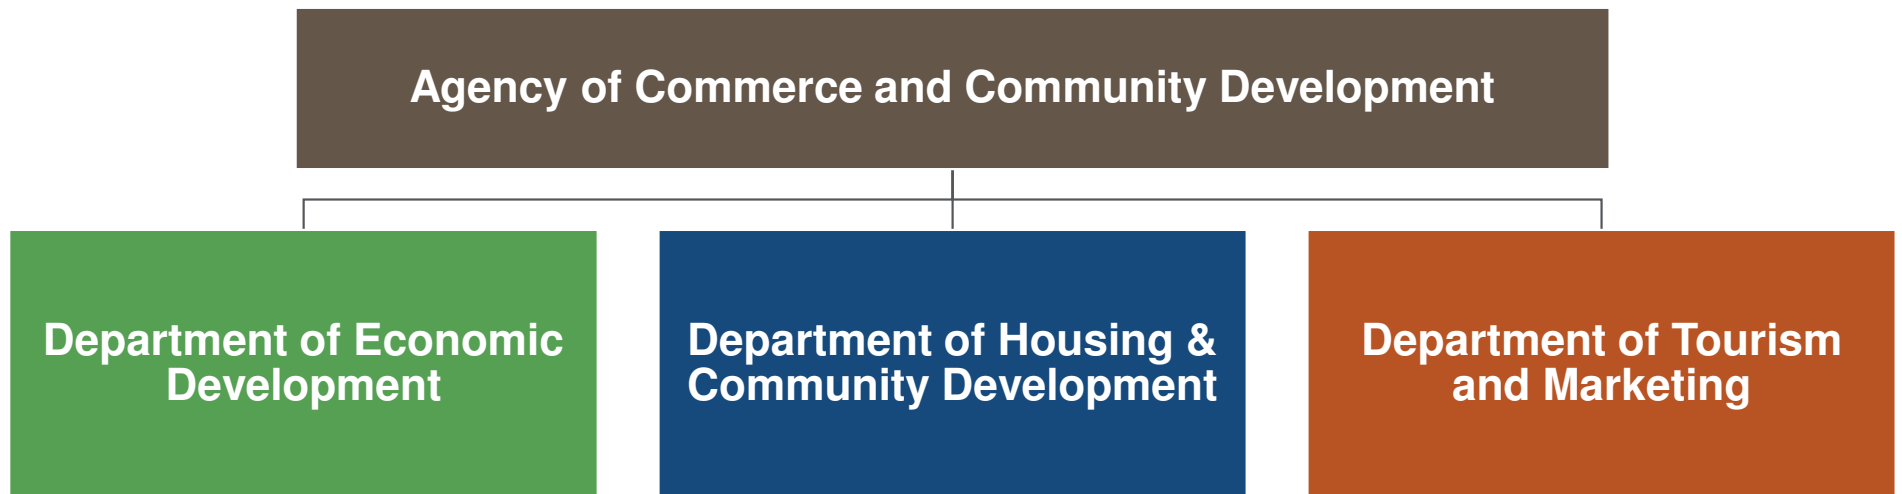 Agency of Commerce and Community Development
Department of Economic
Development
Department of Housing &
Community Development
Department of Tourism
and Marketing